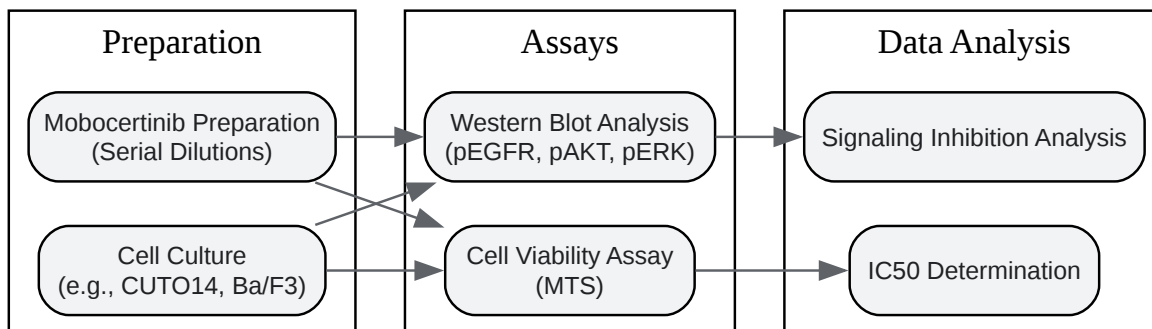 Preparation
Mobocertinib Preparation
(Serial Dilutions)
Cell Culture
(e.g., CUTO14, Ba/F3)
Assays
Western Blot Analysis
(pEGFR, pAKT, pERK)
Cell Viability Assay
(MTS)
Data Analysis
Signaling Inhibition Analysis
IC50 Determination